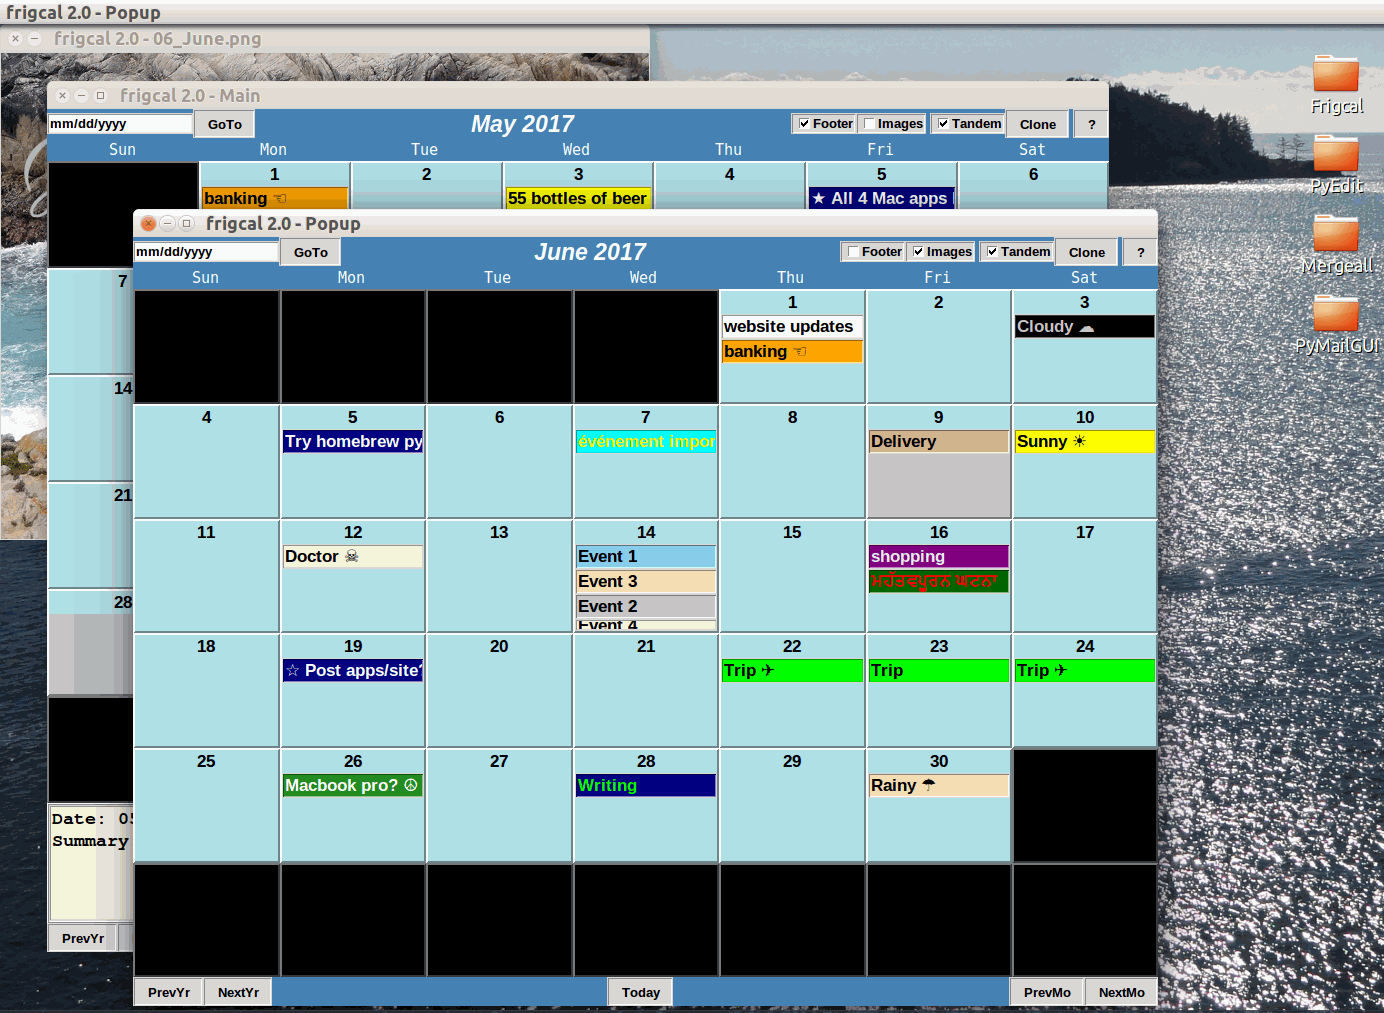 frigcal 2.0 - Popup
frigcal 2.0 - 06_June.png
frigcal 2.0 - Main
mm/dd/yyyy GoTo May 2017 Footer Images Tandem Clone ?
Sun Mon Tue Wed Thu Fri Sat
1 2 3 4 5 6
banking ☜ 55 bottles of beer ★ All 4 Mac apps
7
14
21
28
Date: 05
Summary
PrevYr
frigcal 2.0 - Popup
mm/dd/yyyy GoTo June 2017 Footer Images Tandem Clone ?
Sun Mon Tue Wed Thu Fri Sat
1 2 3
website updates Cloudy ☁
banking ☜
4 5 6 7 8 9 10
Try homebrew py événement impor Delivery Sunny ☀
11 12 13 14 15 16 17
Doctor ☠ Event 1 shopping
Event 3 ਮਹੱਤਵਪੂਰਨ ਘਟਨਾ
Event 2
Event 4
18 19 20 21 22 23 24
☆ Post apps/site? Trip ✈ Trip Trip ✈
25 26 27 28 29 30
Macbook pro? ☮ Writing Rainy ☂
PrevYr NextYr Today PrevMo NextMo
Frigcal
PyEdit
Mergeall
PyMailGUI